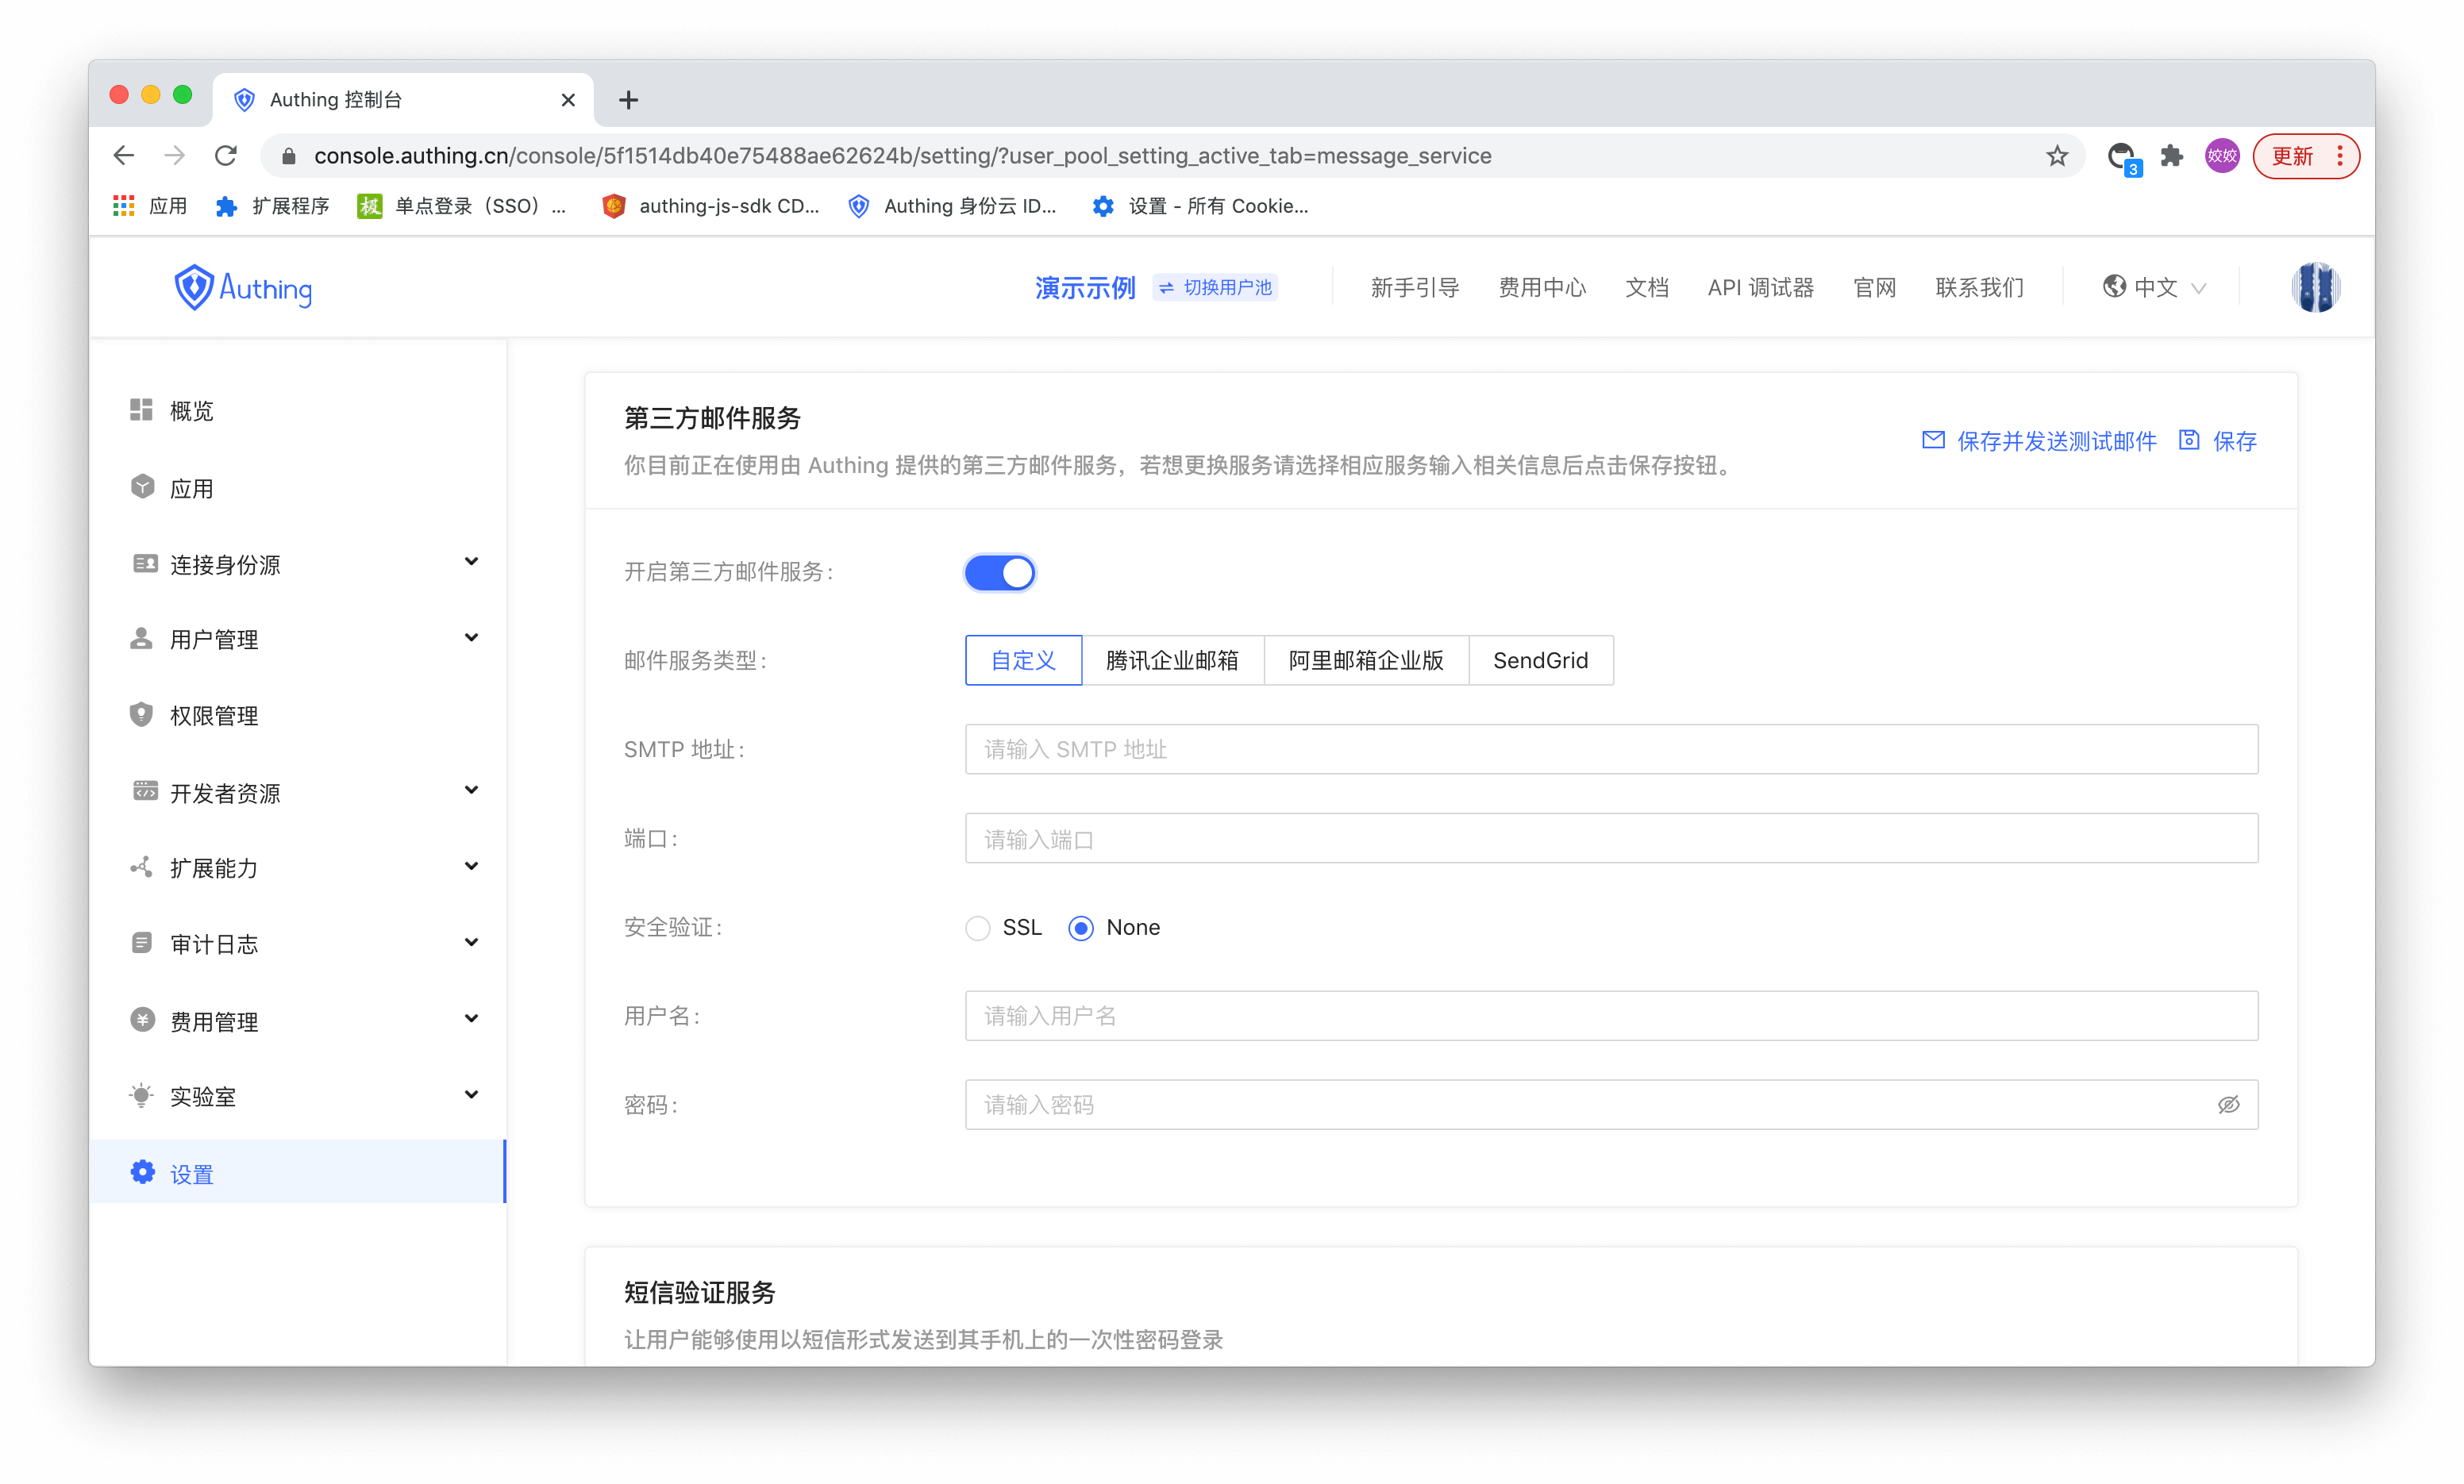 Authing 控制台
console.authing.cn/console/5f1514db40e75488ae62624b/setting/?user_pool_setting_active_tab=message_service
3
姣姣
更新
应用
扩展程序
极
单点登录（SSO）...
authing-js-sdk CD...
Authing 身份云 ID...
设置 - 所有 Cookie...
Authing
演示示例
切换用户池
新手引导
费用中心
文档
API 调试器
官网
联系我们
中文
概览
应用
连接身份源
用户管理
权限管理
开发者资源
扩展能力
审计日志
费用管理
实验室
设置
第三方邮件服务
你目前正在使用由 Authing 提供的第三方邮件服务，若想更换服务请选择相应服务输入相关信息后点击保存按钮。
保存并发送测试邮件
保存
开启第三方邮件服务:
邮件服务类型:
自定义
腾讯企业邮箱
阿里邮箱企业版
SendGrid
SMTP 地址:
请输入 SMTP 地址
端口:
请输入端口
安全验证:
SSL
None
用户名:
请输入用户名
密码:
请输入密码
短信验证服务
让用户能够使用以短信形式发送到其手机上的一次性密码登录